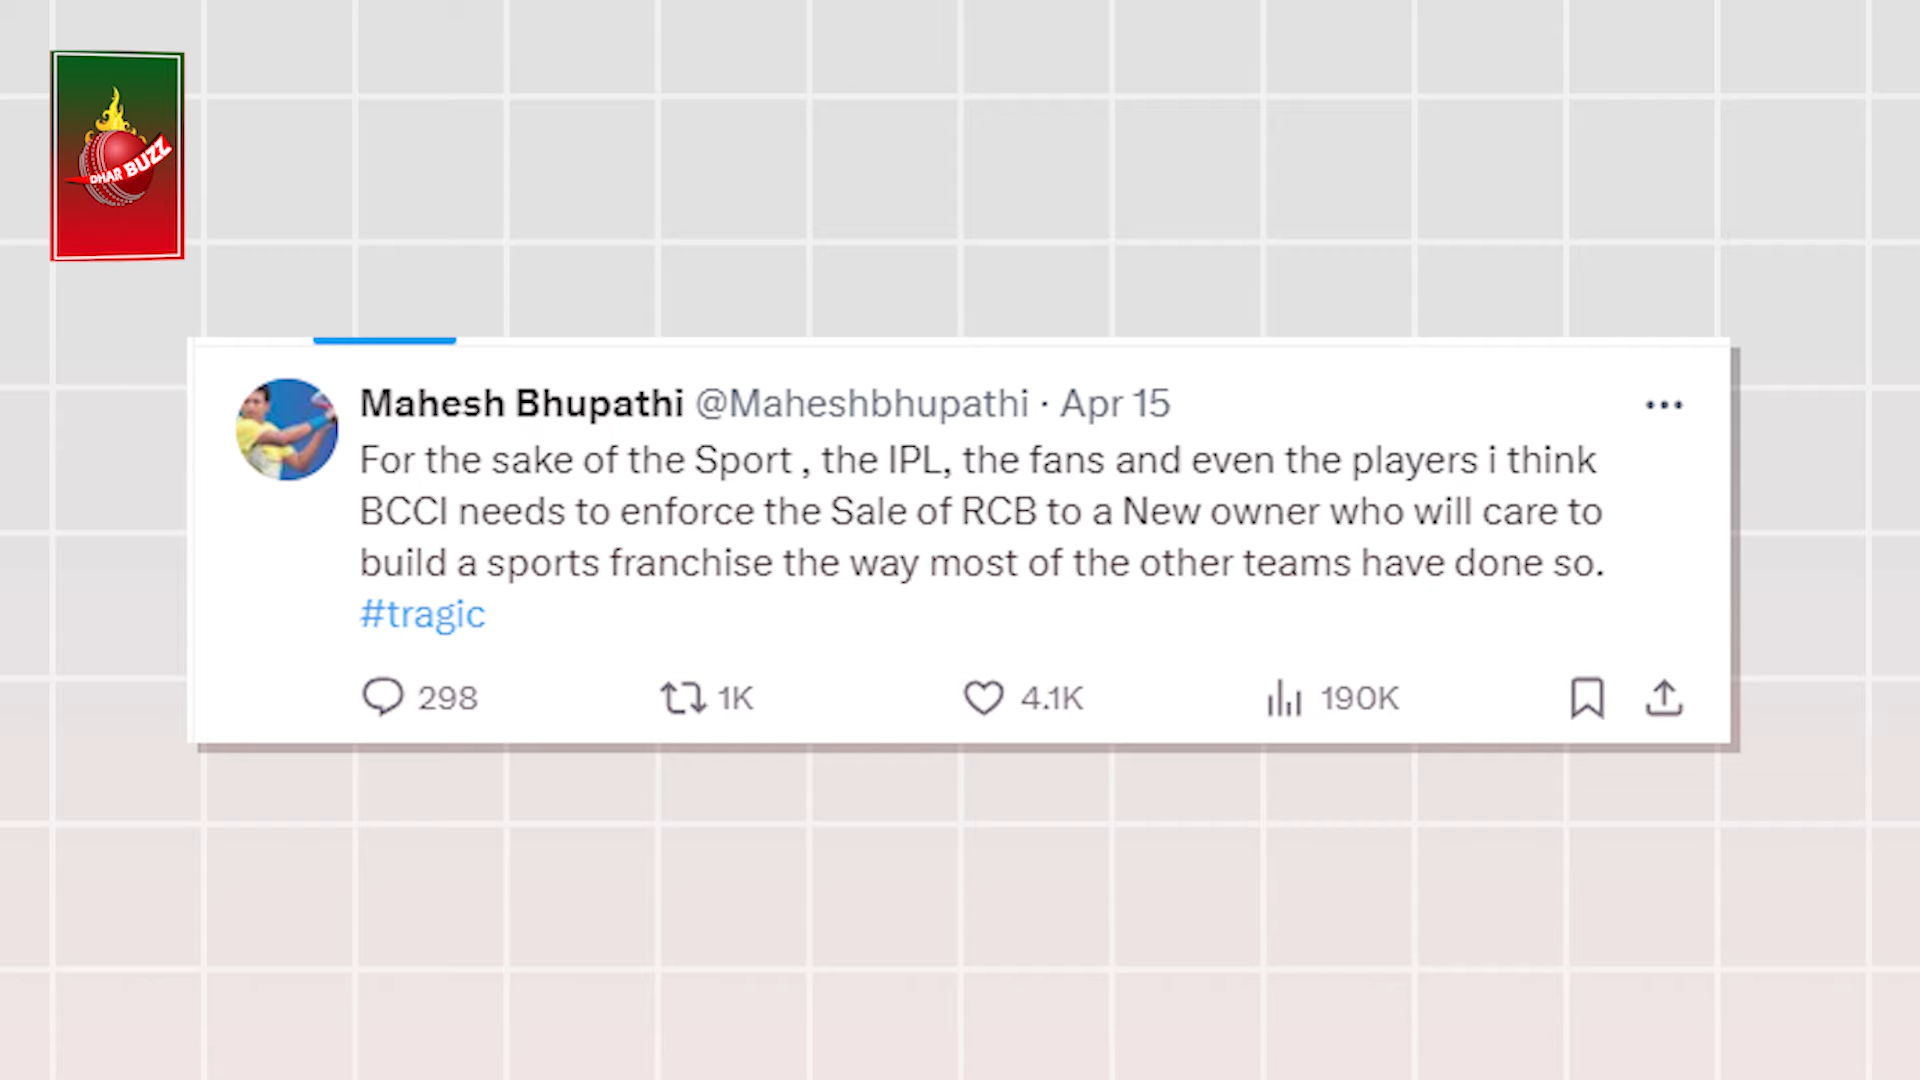 DHAR BUZZ
Mahesh Bhupathi @Maheshbhupathi · Apr 15
For the sake of the Sport , the IPL, the fans and even the players i think
BCCI needs to enforce the Sale of RCB to a New owner who will care to
build a sports franchise the way most of the other teams have done so.
#tragic
298 1K 4.1K 190K